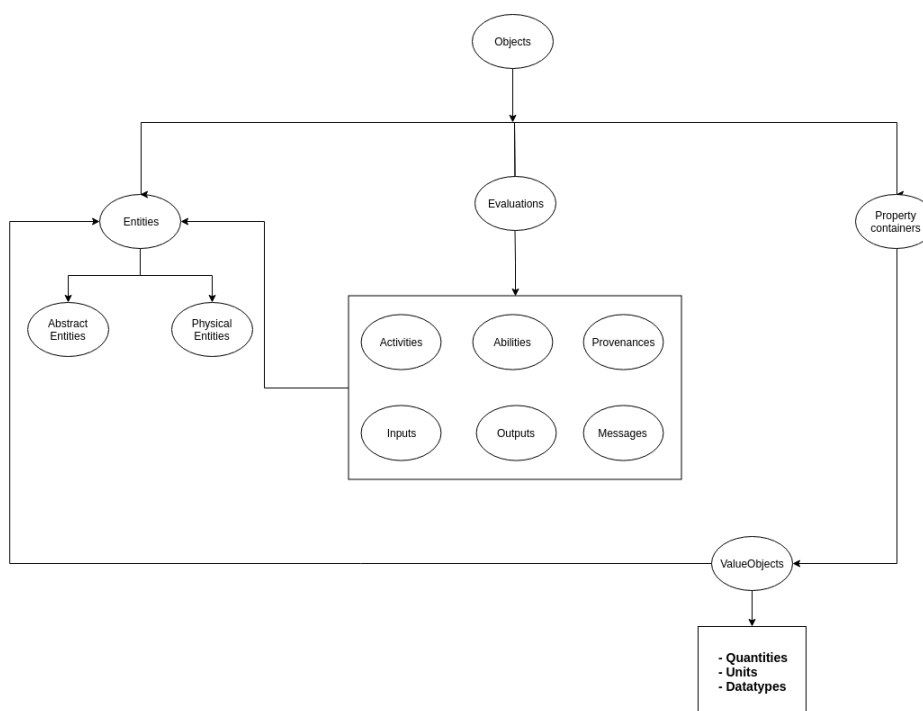 Objects
Entities
Evaluations
Property
containers
Abstract
Entities
Physical
Entities
Activities
Abilities
Provenances
Inputs
Outputs
Messages
ValueObjects
- Quantities
- Units
- Datatypes